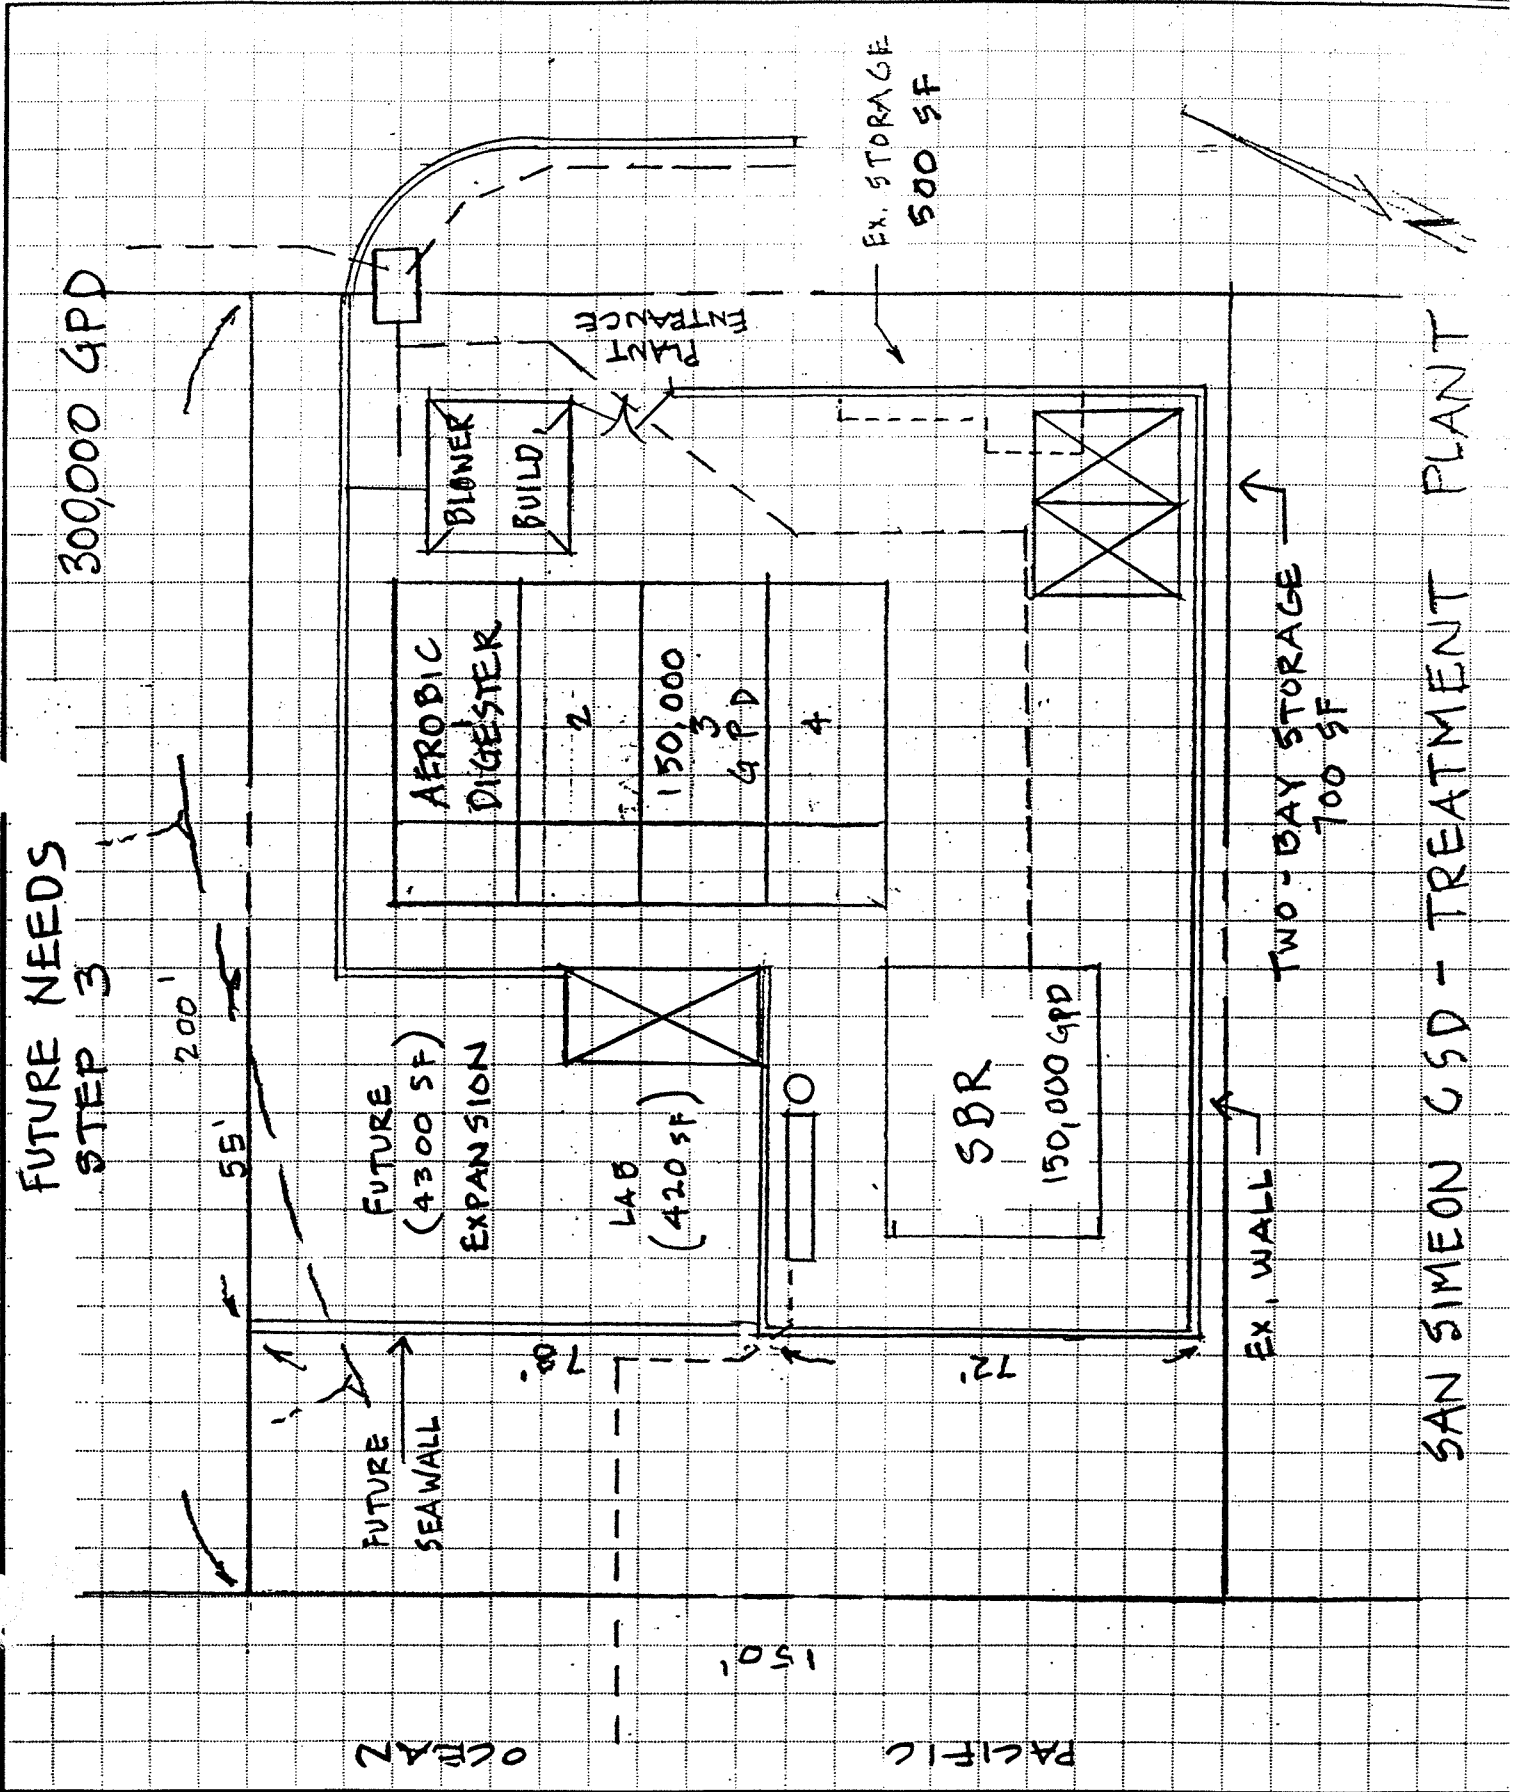 FUTURE NEEDS
STEP 3
300,000 GPD
200'
55'
FUTURE
(4300 SF)
EXPANSION
LAB
(420 SF)
AEROBIC
DIGESTER
2
150,000
3
GPD
4
BLOWER
BUILD.
PLANT
ENTRANCE
EX. STORAGE
500 SF
SBR
150,000 GPD
FUTURE
SEAWALL
78'
72'
150'
PACIFIC
OCEAN
EX. WALL
TWO-BAY STORAGE
700 SF
N
SAN SIMEON CSD - TREATMENT PLANT